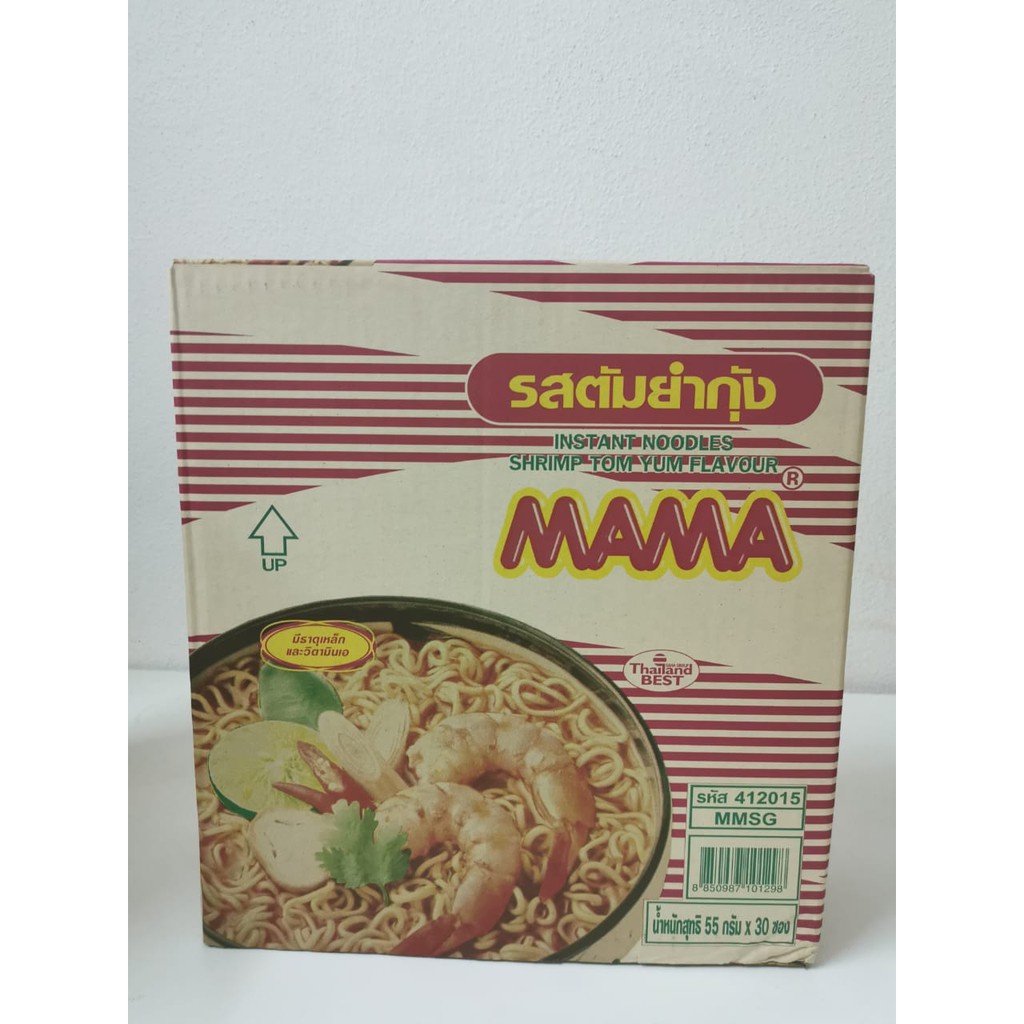 รสต้มยำกุ้ง
INSTANT NOODLES
SHRIMP TOM YUM FLAVOUR
MAMA®
UP
มีธาตุเหล็ก
และวิตามินเอ
Thailand
BEST
รหัส 412015
MMSG
8 850987 101298
น้ำหนักสุทธิ 55 กรัม x 30 ซอง